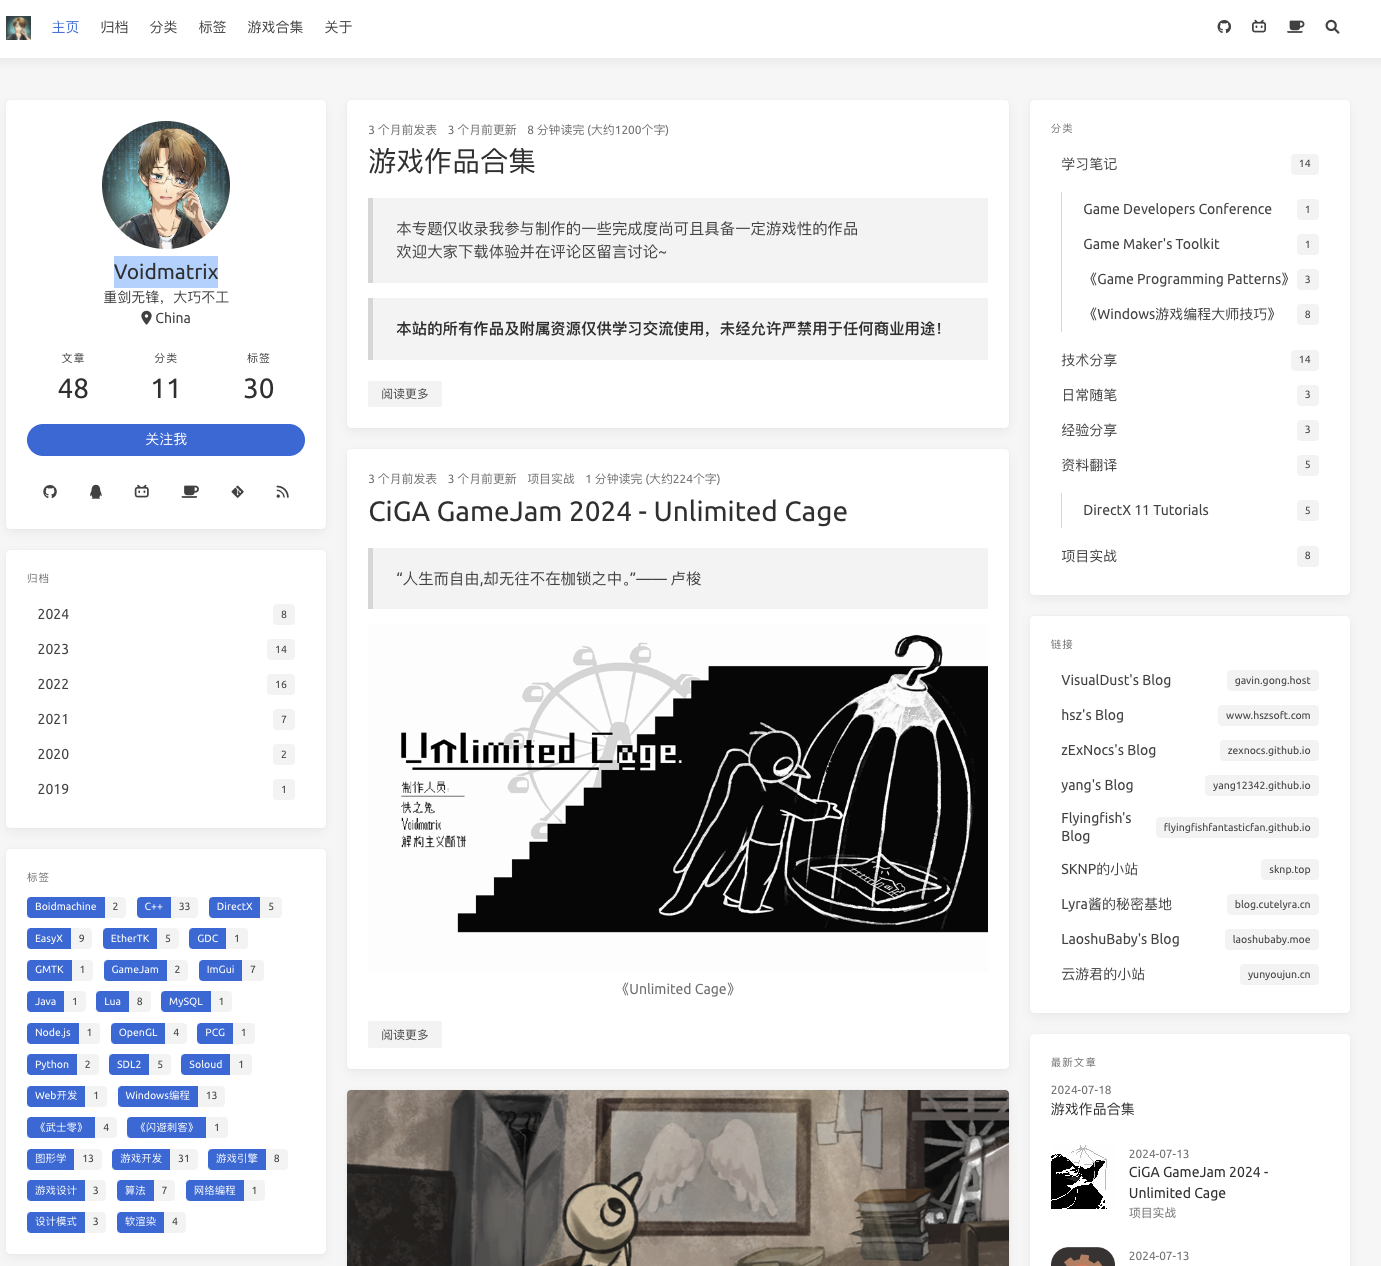 主页 归档 分类 标签 游戏合集 关于
Voidmatrix
重剑无锋，大巧不工
China
文章 分类 标签
48 11 30
关注我
归档
2024 8
2023 14
2022 16
2021 7
2020 2
2019 1
标签
Boidmachine 2 C++ 33 DirectX 5
EasyX 9 EtherTK 5 GDC 1
GMTK 1 GameJam 2 ImGui 7
Java 1 Lua 8 MySQL 1
Node.js 1 OpenGL 4 PCG 1
Python 2 SDL2 5 Soloud 1
Web开发 1 Windows编程 13
《武士零》 4 《闪避刺客》 1
图形学 13 游戏开发 31 游戏引擎 8
游戏设计 3 算法 7 网络编程 1
设计模式 3 软渲染 4
3 个月前发表 3 个月前更新 8 分钟读完 (大约1200个字)
游戏作品合集
本专题仅收录我参与制作的一些完成度尚可且具备一定游戏性的作品
欢迎大家下载体验并在评论区留言讨论~
本站的所有作品及附属资源仅供学习交流使用，未经允许严禁用于任何商业用途！
阅读更多
3 个月前发表 3 个月前更新 项目实战 1 分钟读完 (大约224个字)
CiGA GameJam 2024 - Unlimited Cage
“人生而自由,却无往不在枷锁之中。”—— 卢梭
Unlimited Cage.
制作人员:
怏之兔
Voidmatrix
解构主义酥饼
《Unlimited Cage》
阅读更多
分类
学习笔记 14
Game Developers Conference 1
Game Maker's Toolkit 1
《Game Programming Patterns》 3
《Windows游戏编程大师技巧》 8
技术分享 14
日常随笔 3
经验分享 3
资料翻译 5
DirectX 11 Tutorials 5
项目实战 8
链接
VisualDust's Blog gavin.gong.host
hsz's Blog www.hszsoft.com
zExNocs's Blog zexnocs.github.io
yang's Blog yang12342.github.io
Flyingfish's
Blog flyingfishfantasticfan.github.io
SKNP的小站 sknp.top
Lyra酱的秘密基地 blog.cutelyra.cn
LaoshuBaby's Blog laoshubaby.moe
云游君的小站 yunyoujun.cn
最新文章
2024-07-18
游戏作品合集
2024-07-13
CiGA GameJam 2024 -
Unlimited Cage
项目实战
2024-07-13